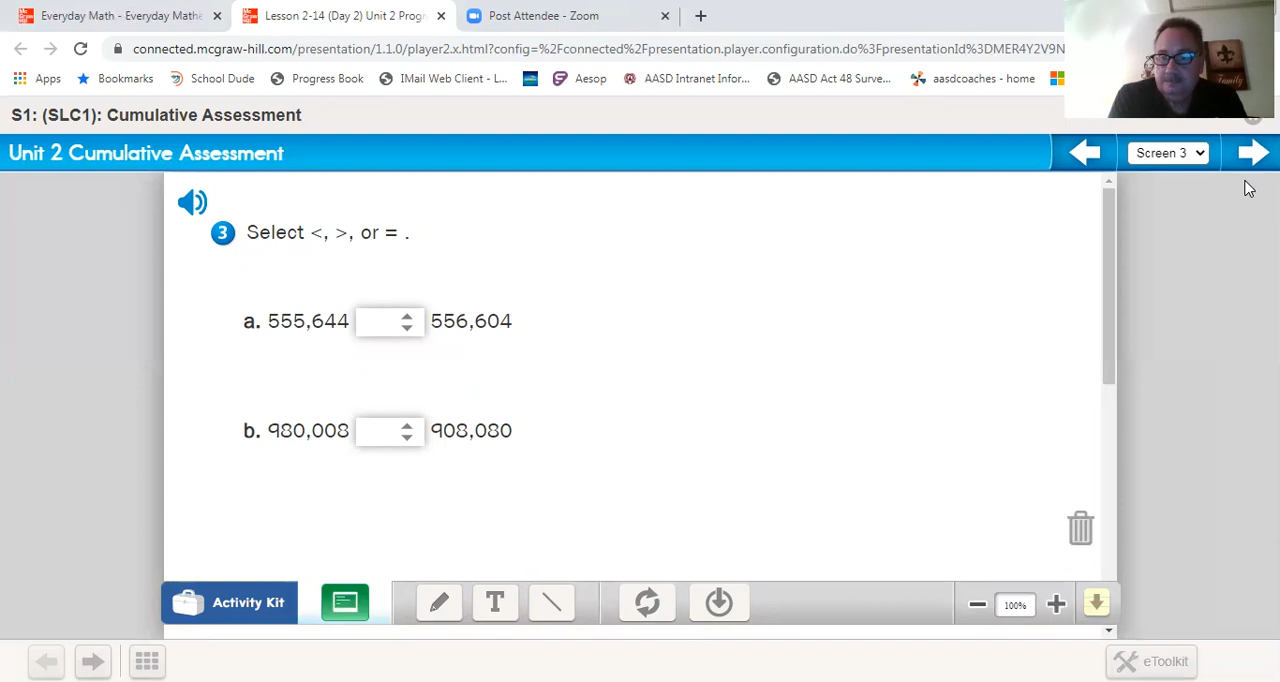 Everyday Math - Everyday Mathe
Lesson 2-14 (Day 2) Unit 2 Prog
Post Attendee - Zoom
connected.mcgraw-hill.com/presentation/1.1.0/player2.x.html?config=%2Fconnected%2Fpresentation.player.configuration.do%3FpresentationId%3DMER4Y2V9N
Apps Bookmarks School Dude Progress Book IMail Web Client - L... Aesop AASD Intranet Infor... AASD Act 48 Surve... aasdcoaches - home
Family
S1: (SLC1): Cumulative Assessment
Unit 2 Cumulative Assessment
Screen 3
3 Select <, >, or = .
a. 555,644 556,604
b. 980,008 908,080
Activity Kit
T
100%
eToolkit